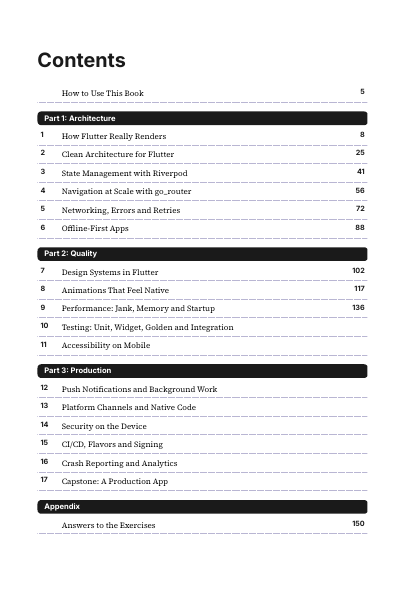 Contents
How to Use This Book 5
Part 1: Architecture
1 How Flutter Really Renders 8
2 Clean Architecture for Flutter 25
3 State Management with Riverpod 41
4 Navigation at Scale with go_router 56
5 Networking, Errors and Retries 72
6 Offline-First Apps 88
Part 2: Quality
7 Design Systems in Flutter 102
8 Animations That Feel Native 117
9 Performance: Jank, Memory and Startup 136
10 Testing: Unit, Widget, Golden and Integration
11 Accessibility on Mobile
Part 3: Production
12 Push Notifications and Background Work
13 Platform Channels and Native Code
14 Security on the Device
15 CI/CD, Flavors and Signing
16 Crash Reporting and Analytics
17 Capstone: A Production App
Appendix
Answers to the Exercises 150